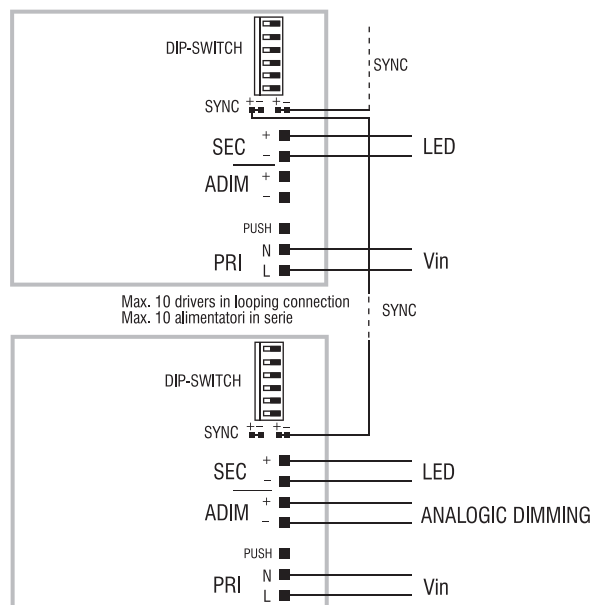 DIP-SWITCH
SYNC
SYNC + - + -
SEC + - LED
ADIM + -
PUSH
PRI N L Vin
Max. 10 drivers in looping connection
Max. 10 alimentatori in serie
SYNC
DIP-SWITCH
SYNC + - + -
SEC + - LED
ADIM + - ANALOGIC DIMMING
PUSH
PRI N L Vin